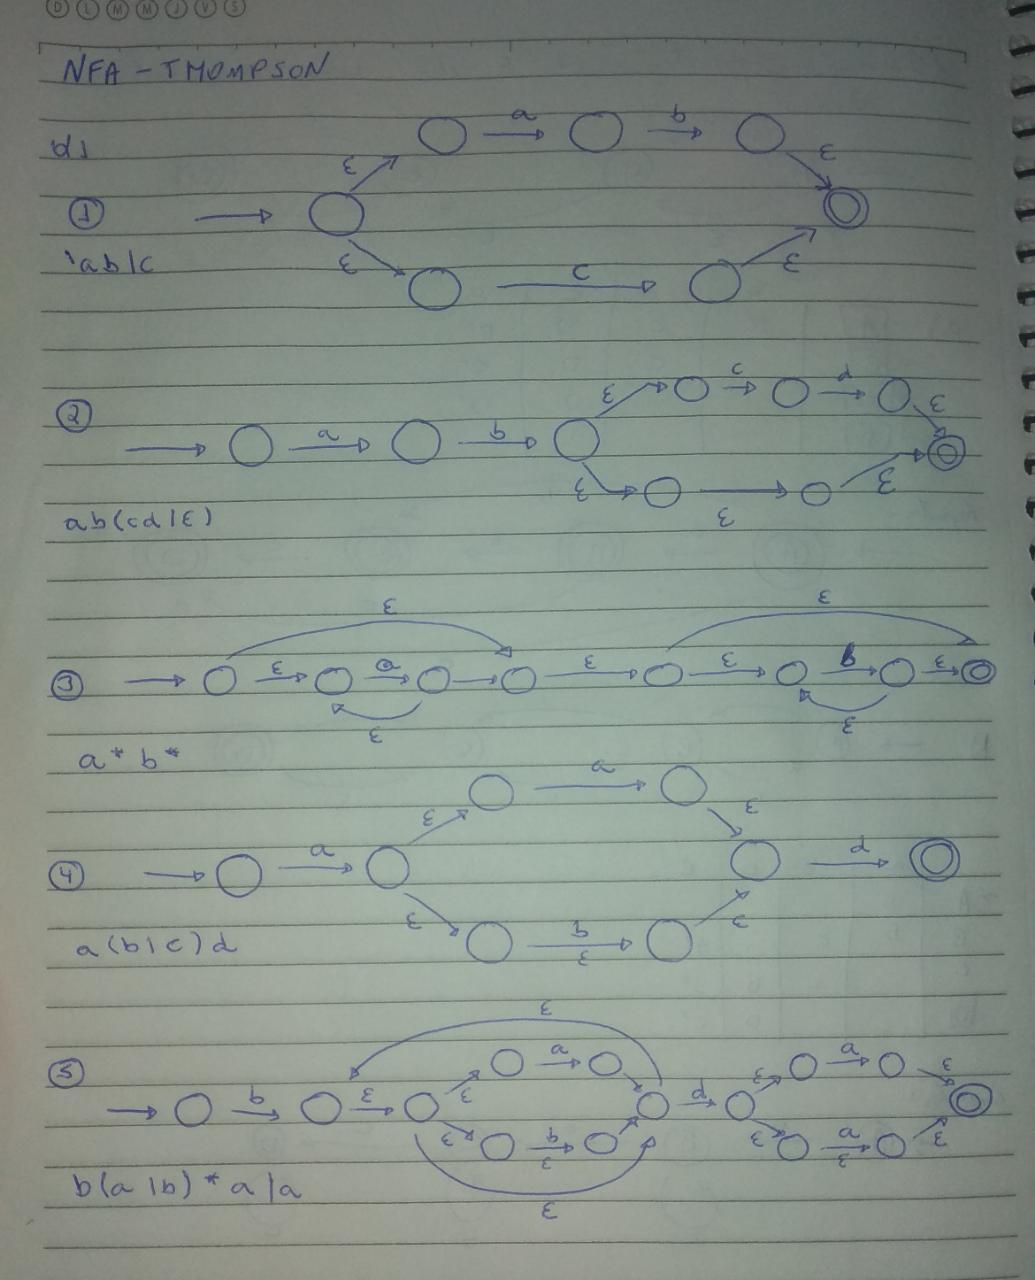 D L M M J V S
NFA - THOMPSON
d1
ε a b ε
1
ε c ε
ab|c
2
ε c d ε
a b
ε ε ε
ab(cd|ε)
ε ε
3
ε a ε ε b ε
ε ε
a* b*
a
ε ε
4
a d
ε b ε
ε
a(b|c)d
ε
5
a a ε
b ε ε d ε
ε b ε a ε
ε ε
b(a|b)*a|a
ε